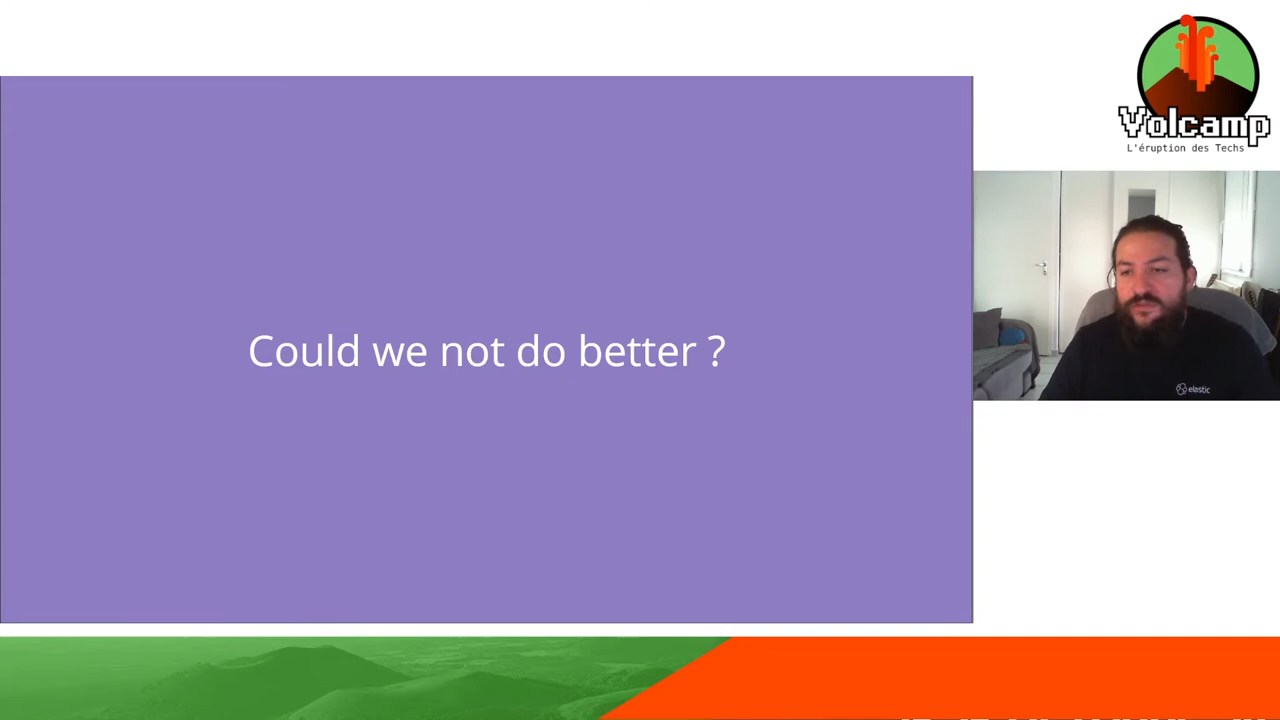 Volcamp
L'éruption des Techs
Could we not do better ?
elastic